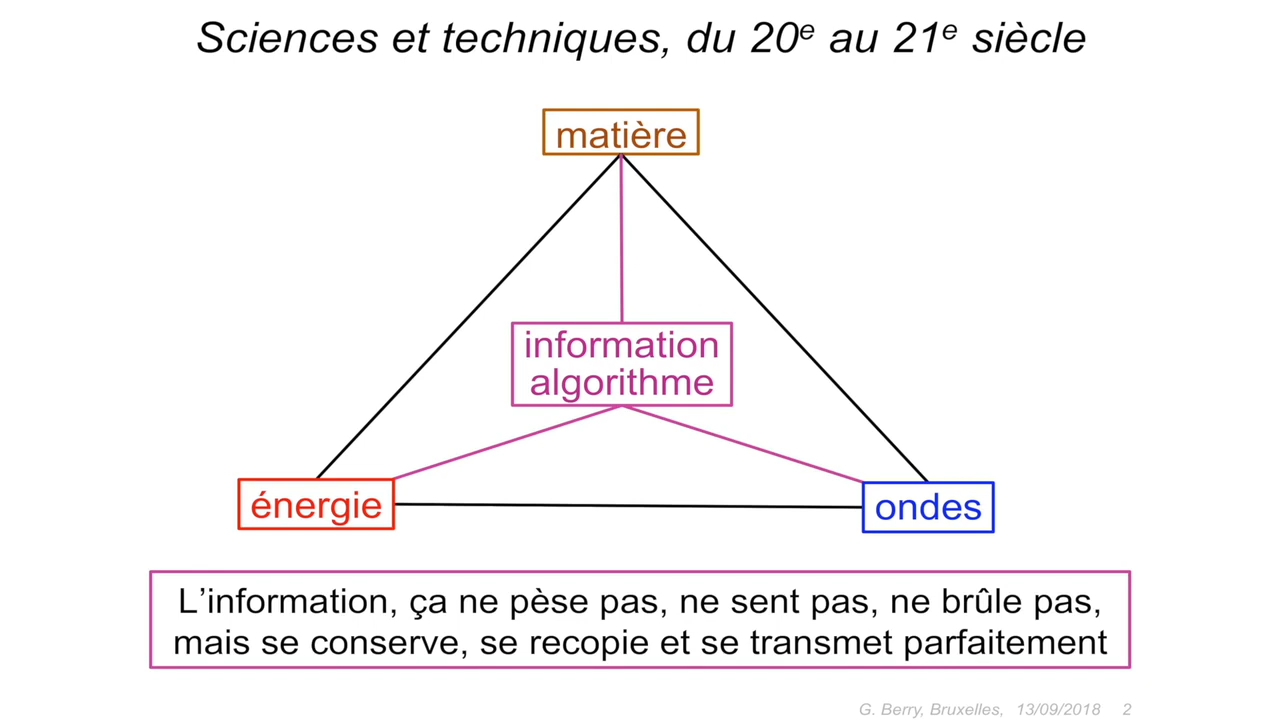 Sciences et techniques, du 20e au 21e siècle
matière
information
algorithme
énergie
ondes
L’information, ça ne pèse pas, ne sent pas, ne brûle pas,
mais se conserve, se recopie et se transmet parfaitement
G. Berry, Bruxelles, 13/09/2018 2